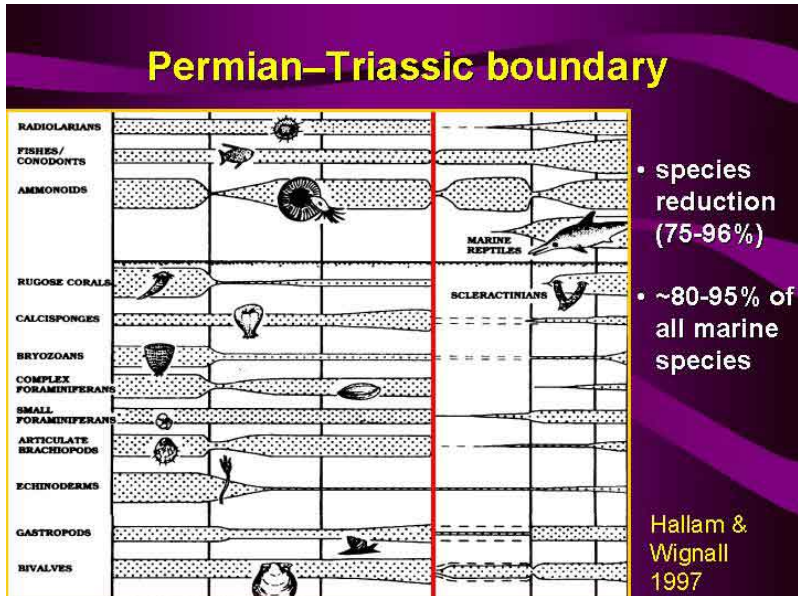 Permian–Triassic boundary
RADIOLARIANS
FISHES/
CONODONTS
AMMONOIDS
MARINE
REPTILES
RUGOSE CORALS
SCLERACTINIANS
CALCISPONGES
BRYOZOANS
COMPLEX
FORAMINIFERANS
SMALL
FORAMINIFERANS
ARTICULATE
BRACHIOPODS
ECHINODERMS
GASTROPODS
BIVALVES
• species
reduction
(75-96%)
• ~80-95% of
all marine
species
Hallam &
Wignall
1997